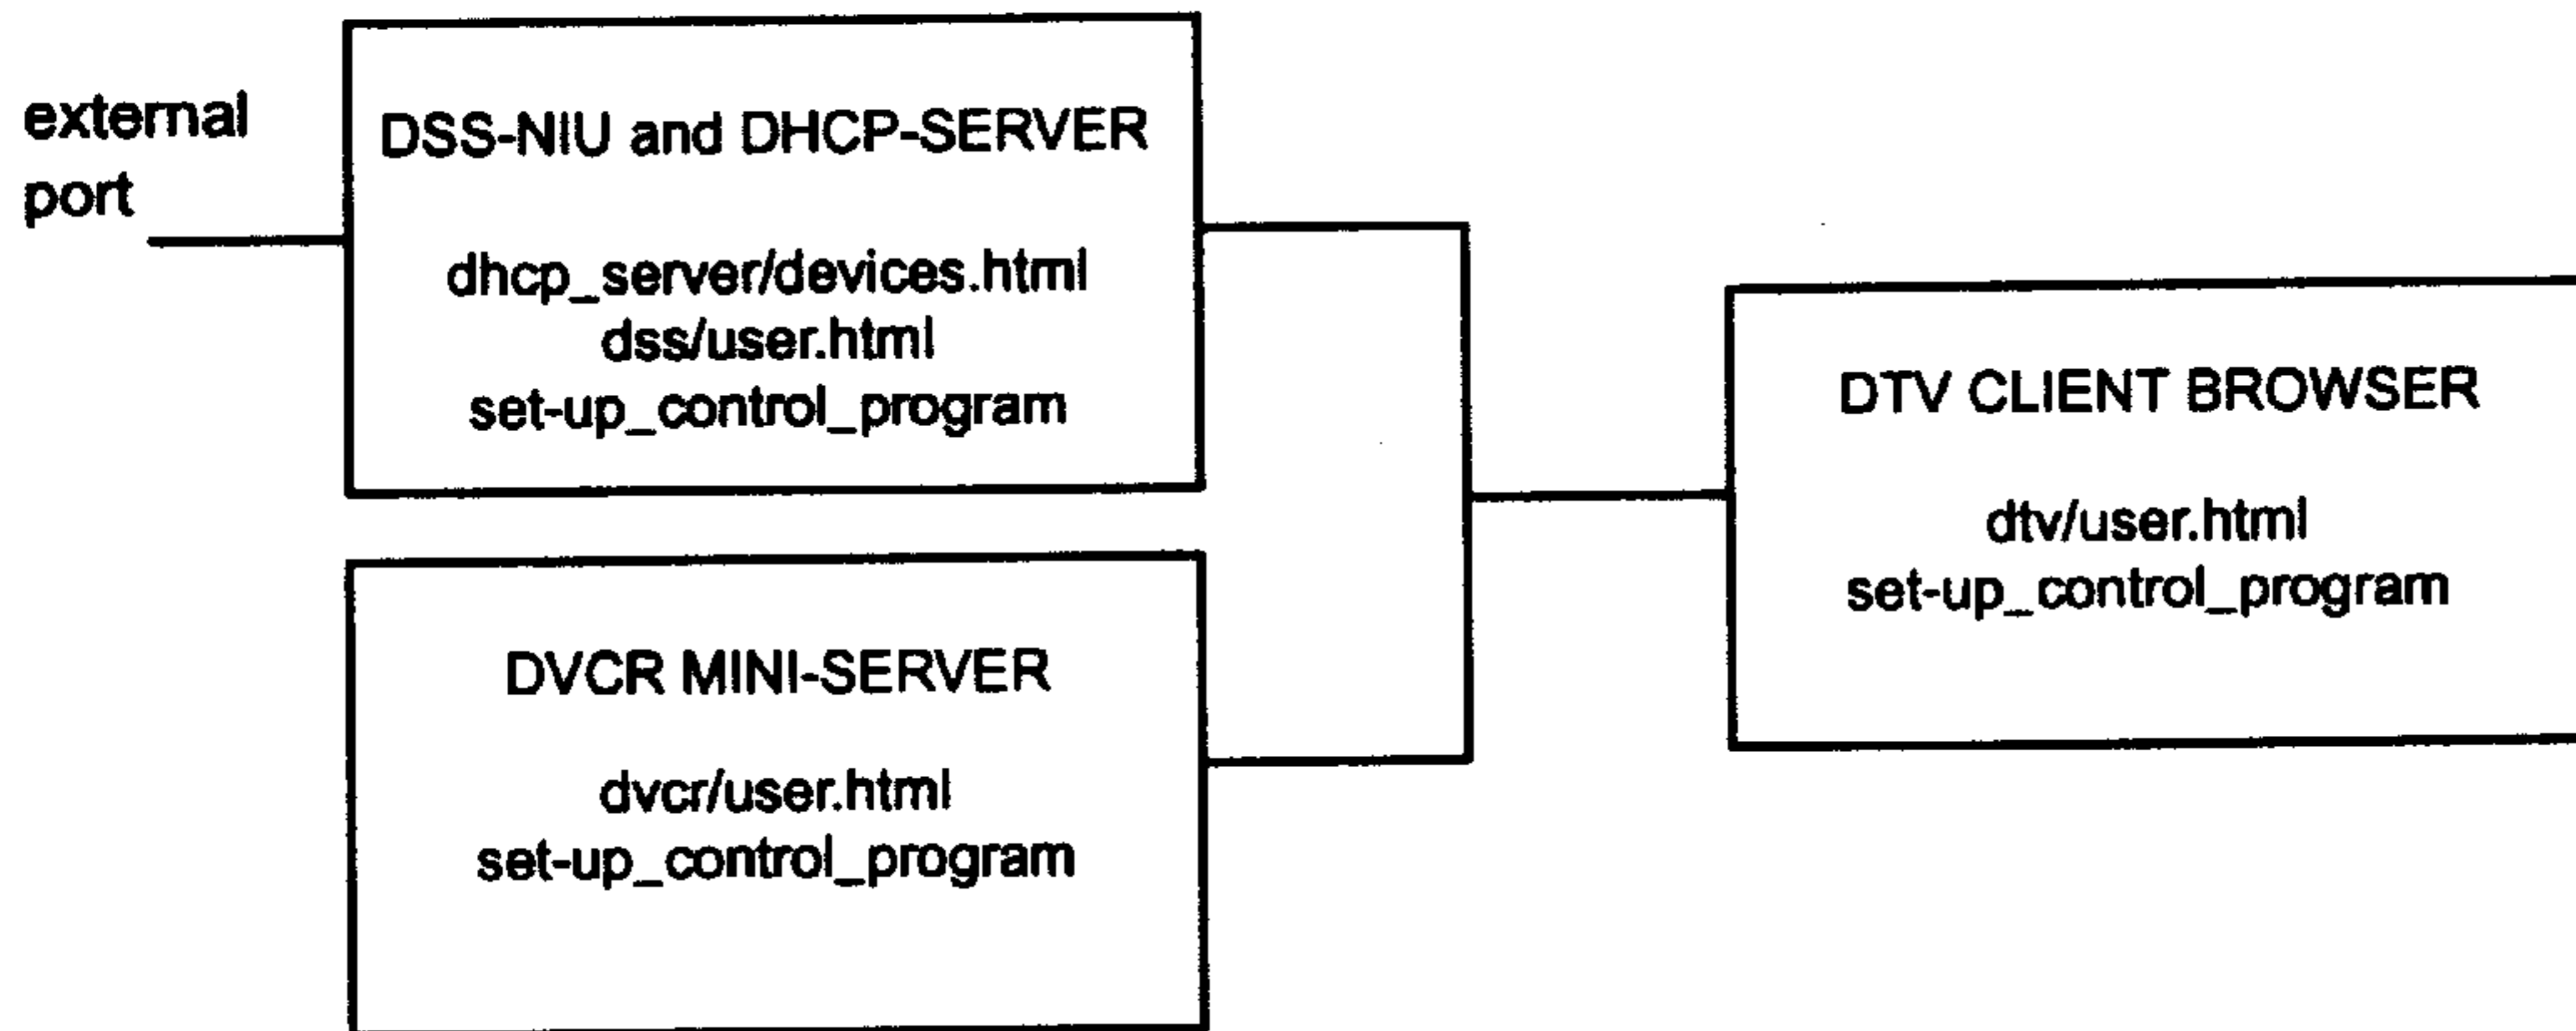 external
port
DSS-NIU and DHCP-SERVER
dhcp_server/devices.html
dss/user.html
set-up_control_program
DVCR MINI-SERVER
dvcr/user.html
set-up_control_program
DTV CLIENT BROWSER
dtv/user.html
set-up_control_program